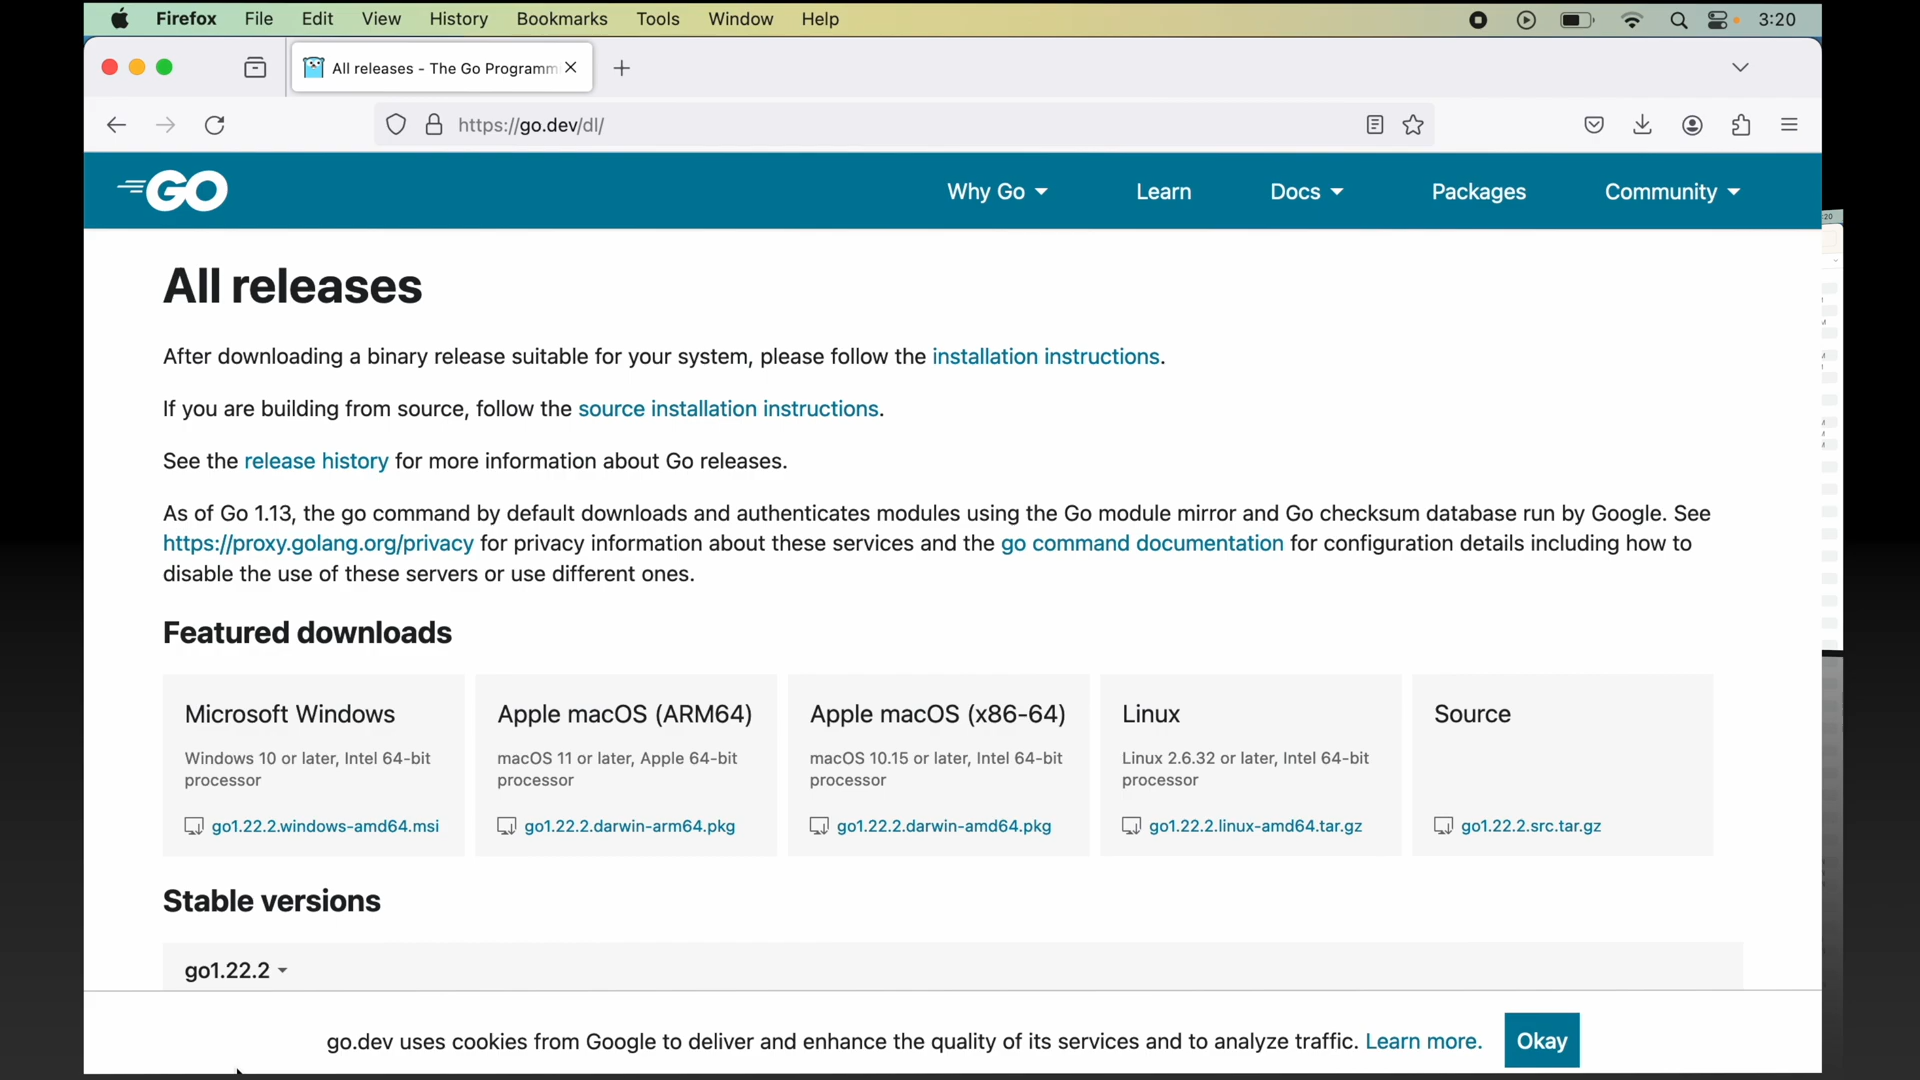 Firefox File Edit View History Bookmarks Tools Window Help 3:20
All releases - The Go Programm
https://go.dev/dl/
GO Why Go Learn Docs Packages Community
All releases
After downloading a binary release suitable for your system, please follow the installation instructions.
If you are building from source, follow the source installation instructions.
See the release history for more information about Go releases.
As of Go 1.13, the go command by default downloads and authenticates modules using the Go module mirror and Go checksum database run by Google. See
https://proxy.golang.org/privacy for privacy information about these services and the go command documentation for configuration details including how to
disable the use of these servers or use different ones.
Featured downloads
Microsoft Windows
Windows 10 or later, Intel 64-bit
processor
go1.22.2.windows-amd64.msi
Apple macOS (ARM64)
macOS 11 or later, Apple 64-bit
processor
go1.22.2.darwin-arm64.pkg
Apple macOS (x86-64)
macOS 10.15 or later, Intel 64-bit
processor
go1.22.2.darwin-amd64.pkg
Linux
Linux 2.6.32 or later, Intel 64-bit
processor
go1.22.2.linux-amd64.tar.gz
Source
go1.22.2.src.tar.gz
Stable versions
go1.22.2
go.dev uses cookies from Google to deliver and enhance the quality of its services and to analyze traffic. Learn more. Okay